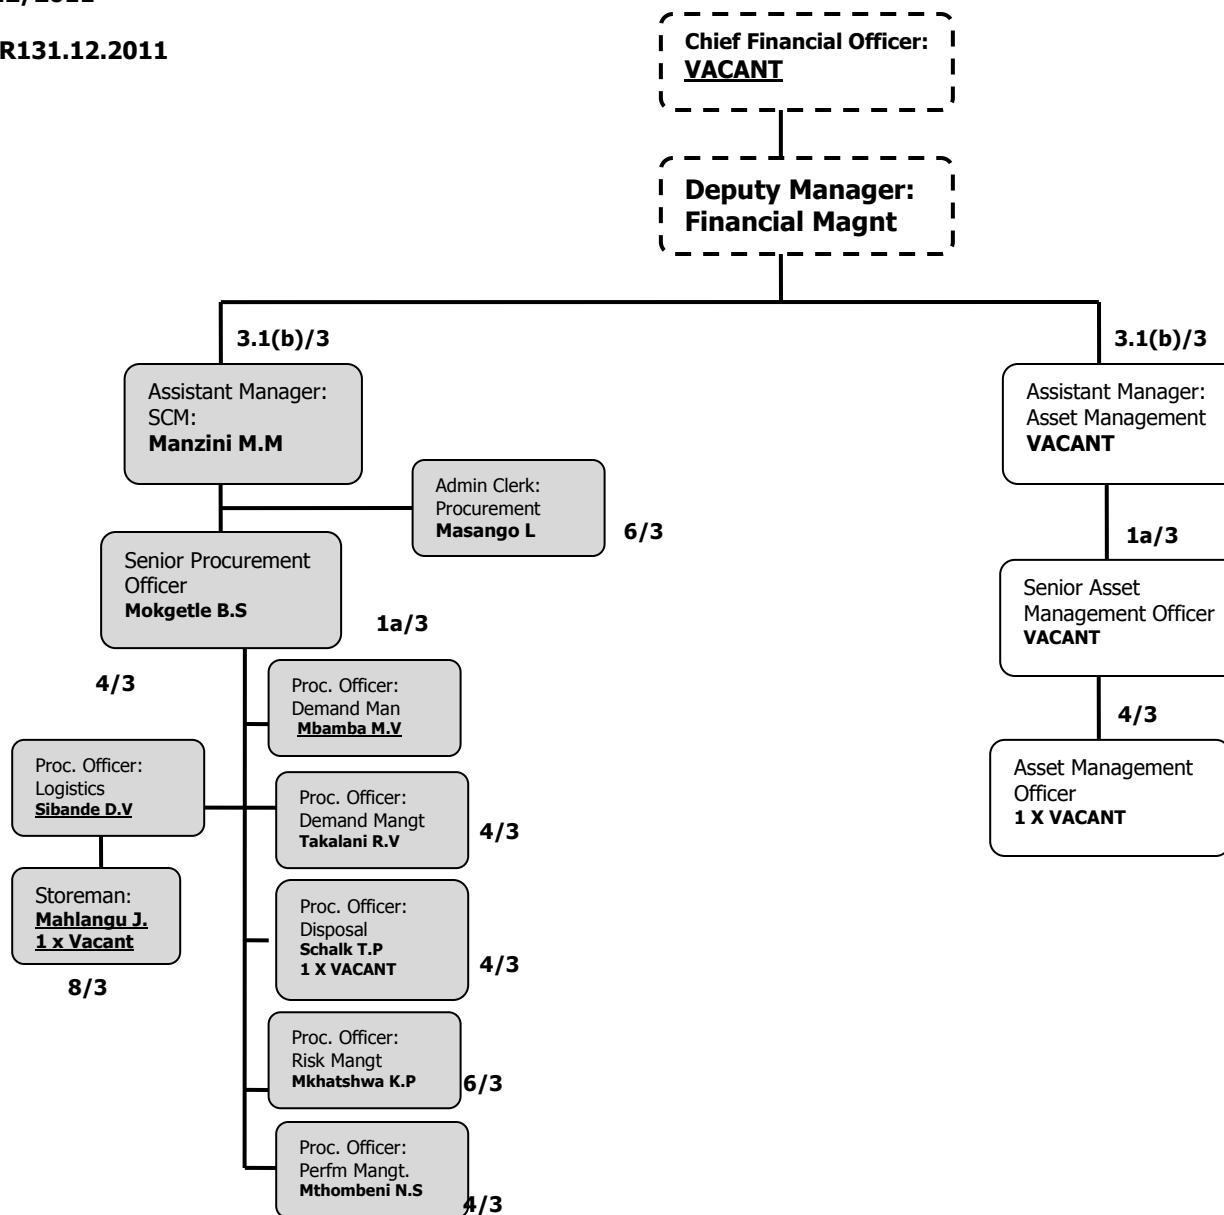 R131.12.2011
Chief Financial Officer:
VACANT
Deputy Manager:
Financial Magnt
3.1(b)/3
3.1(b)/3
Assistant Manager:
SCM:
Manzini M.M
Assistant Manager:
Asset Management
VACANT
Admin Clerk:
Procurement
Masango L
6/3
1a/3
Senior Procurement
Officer
Mokgetle B.S
1a/3
Senior Asset
Management Officer
VACANT
4/3
4/3
Proc. Officer:
Demand Man
Mbamba M.V
Proc. Officer:
Logistics
Sibande D.V
Asset Management
Officer
1 X VACANT
Proc. Officer:
Demand Mangt
Takalani R.V
4/3
Storeman:
Mahlangu J.
1 x Vacant
8/3
Proc. Officer:
Disposal
Schalk T.P
1 X VACANT
4/3
Proc. Officer:
Risk Mangt
Mkhatshwa K.P
6/3
Proc. Officer:
Perfm Mangt.
Mthombeni N.S
4/3